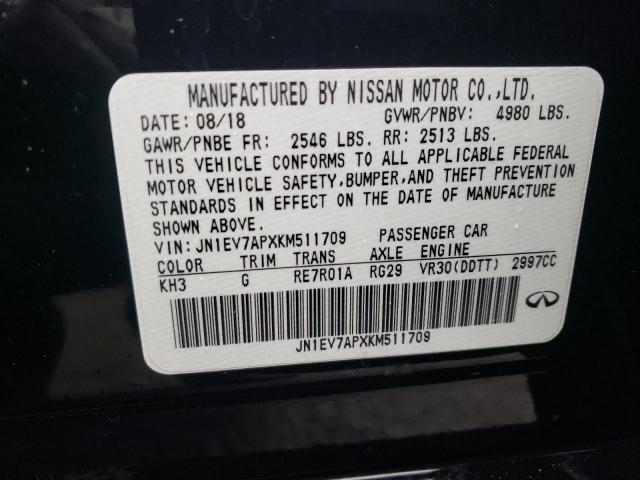 MANUFACTURED BY NISSAN MOTOR CO.,LTD.
DATE: 08/18 GVWR/PNBV: 4980 LBS.
GAWR/PNBE FR: 2546 LBS. RR: 2513 LBS.
THIS VEHICLE CONFORMS TO ALL APPLICABLE FEDERAL
MOTOR VEHICLE SAFETY,BUMPER,AND THEFT PREVENTION
STANDARDS IN EFFECT ON THE DATE OF MANUFACTURE
SHOWN ABOVE.
VIN: JN1EV7APXKM511709 PASSENGER CAR
COLOR TRIM TRANS AXLE ENGINE
KH3 G RE7R01A RG29 VR30(DDTT) 2997CC
JN1EV7APXKM511709